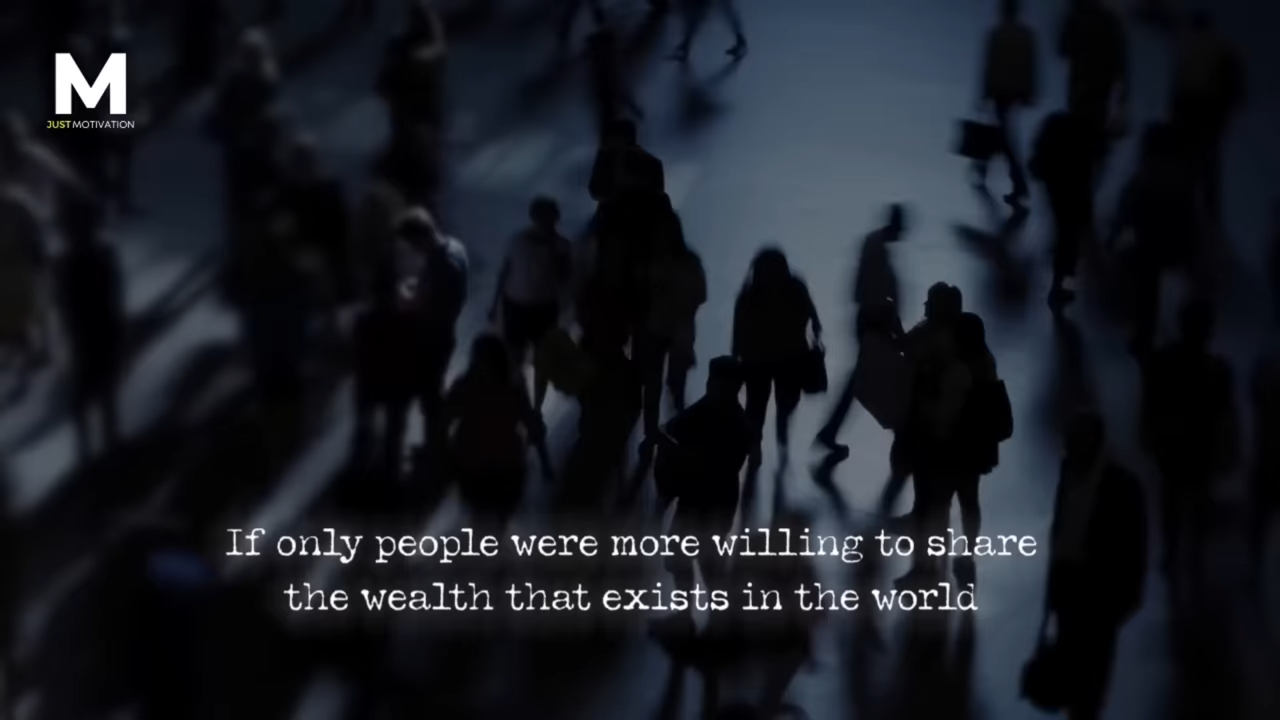 M
JUST MOTIVATION
If only people were more willing to share
the wealth that exists in the world